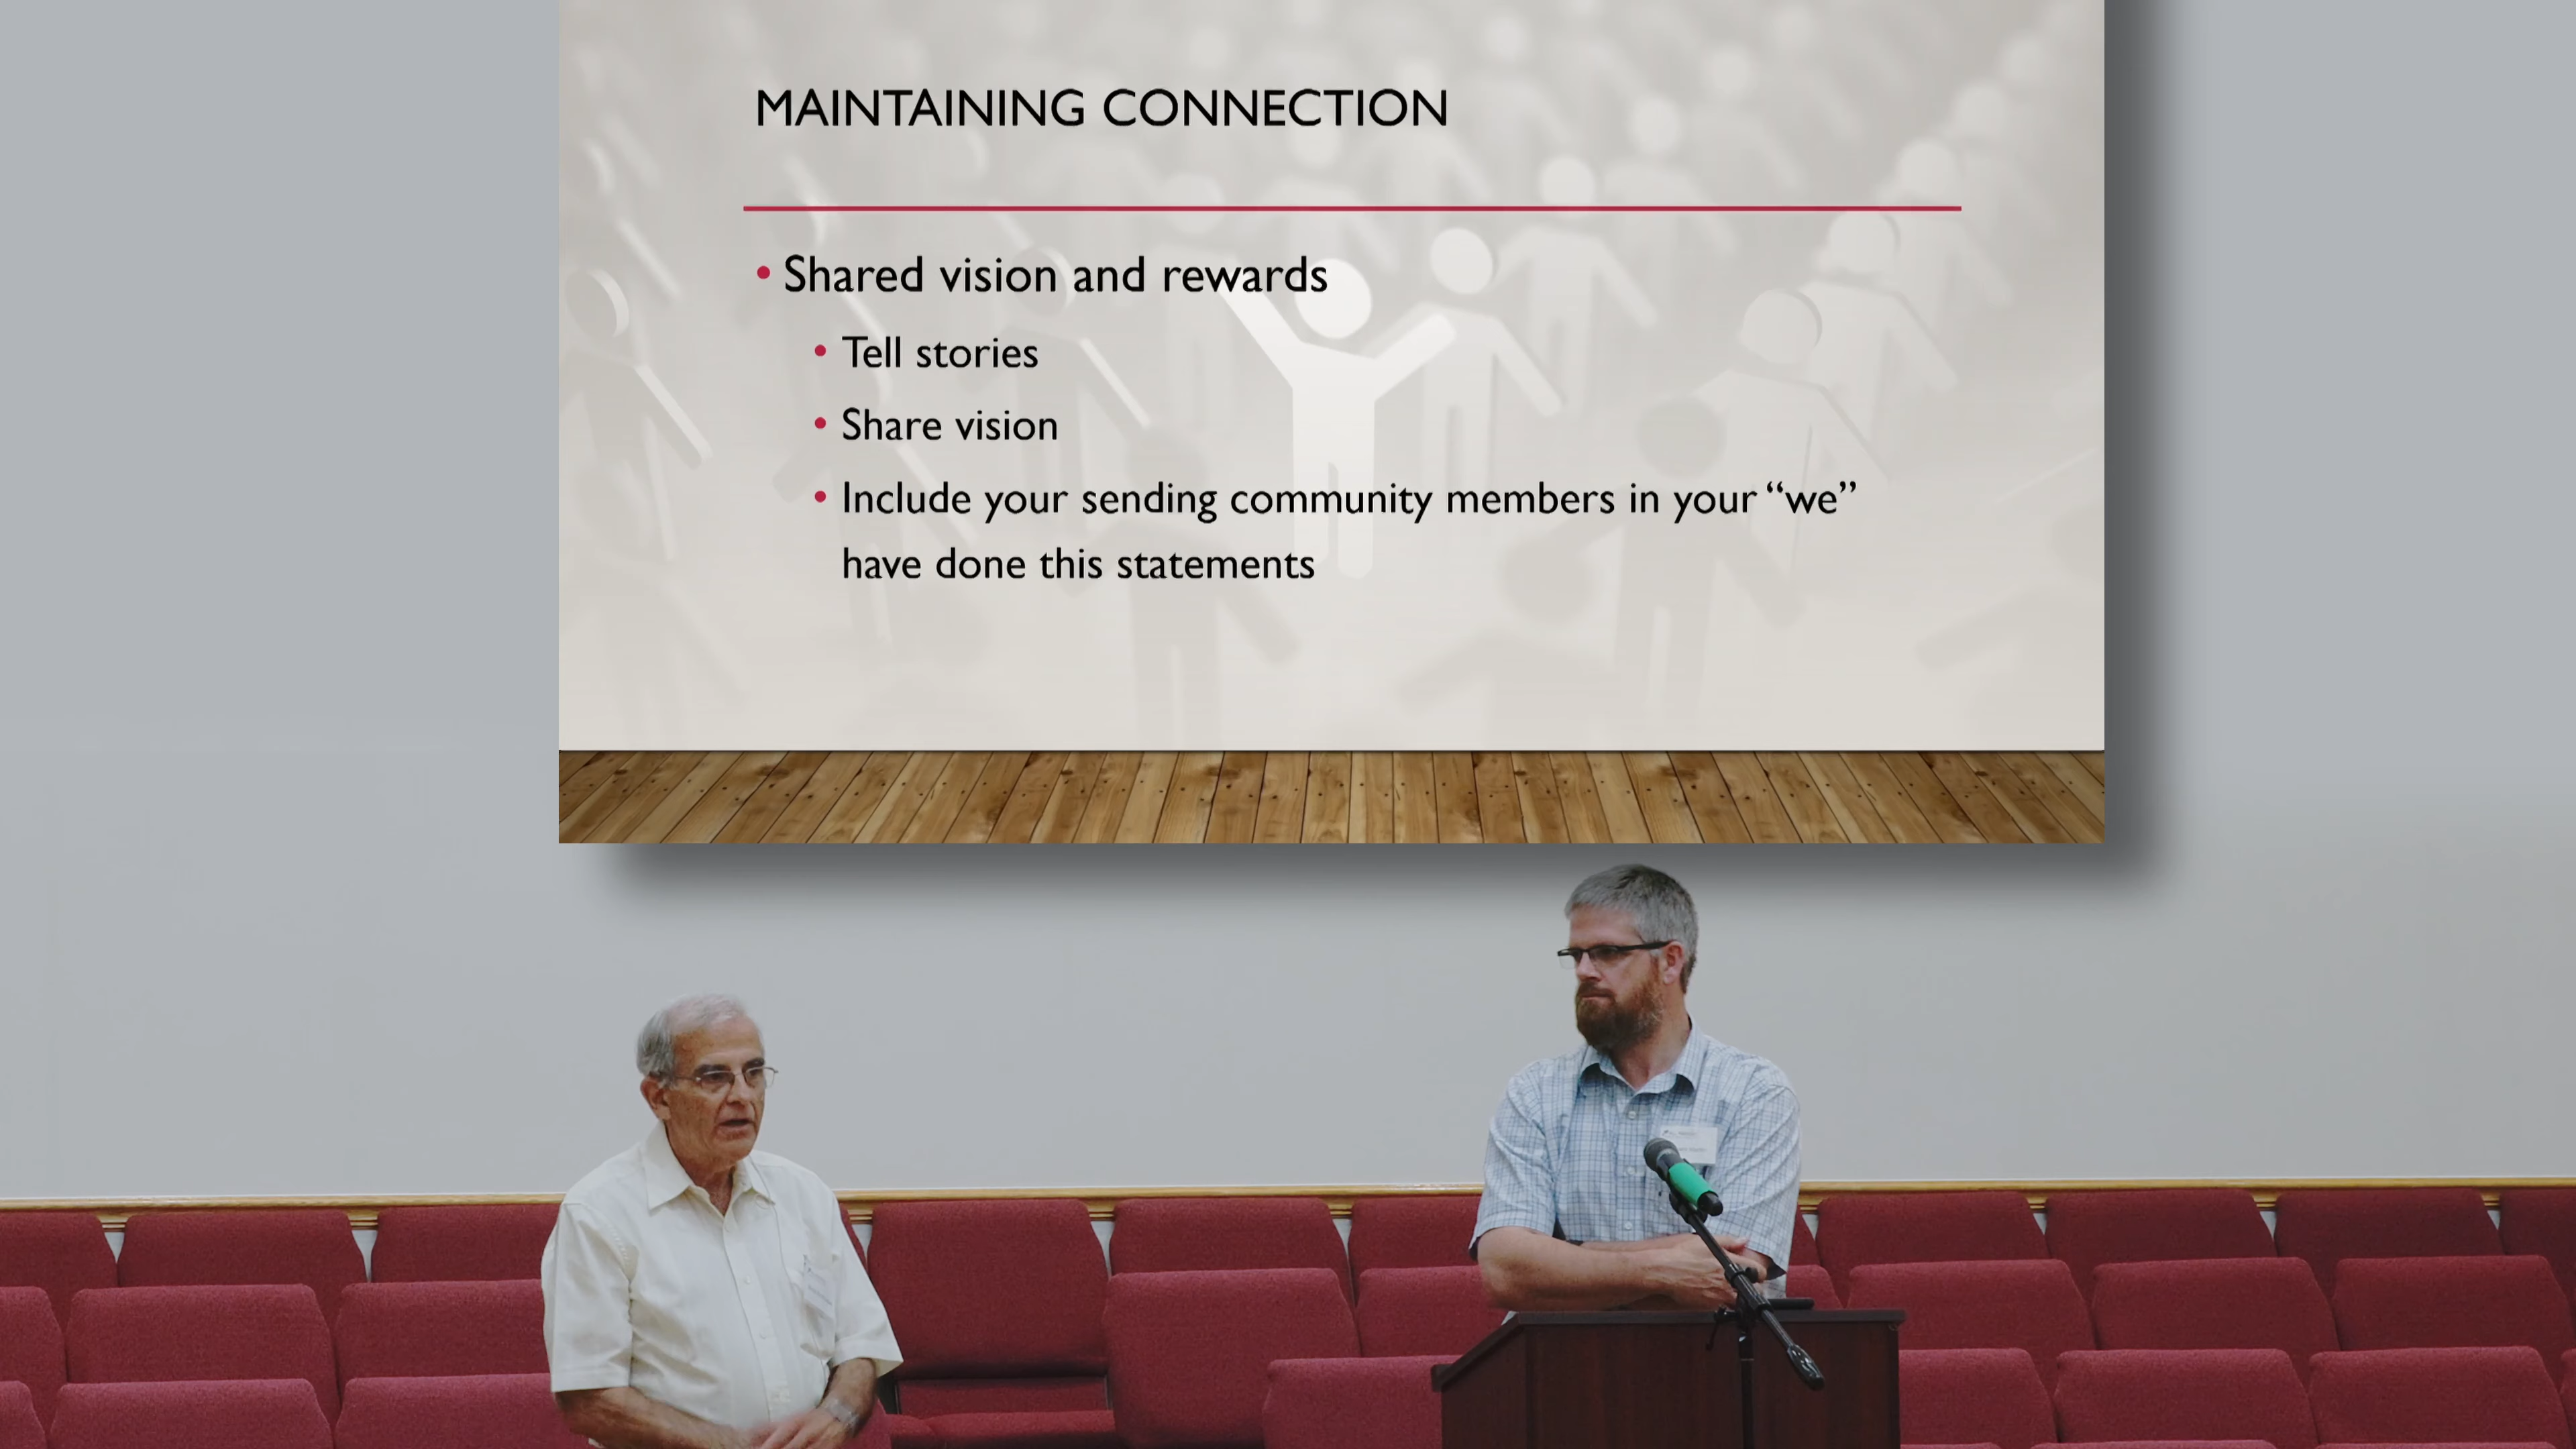 MAINTAINING CONNECTION
• Shared vision and rewards
• Tell stories
• Share vision
• Include your sending community members in your “we”
have done this statements